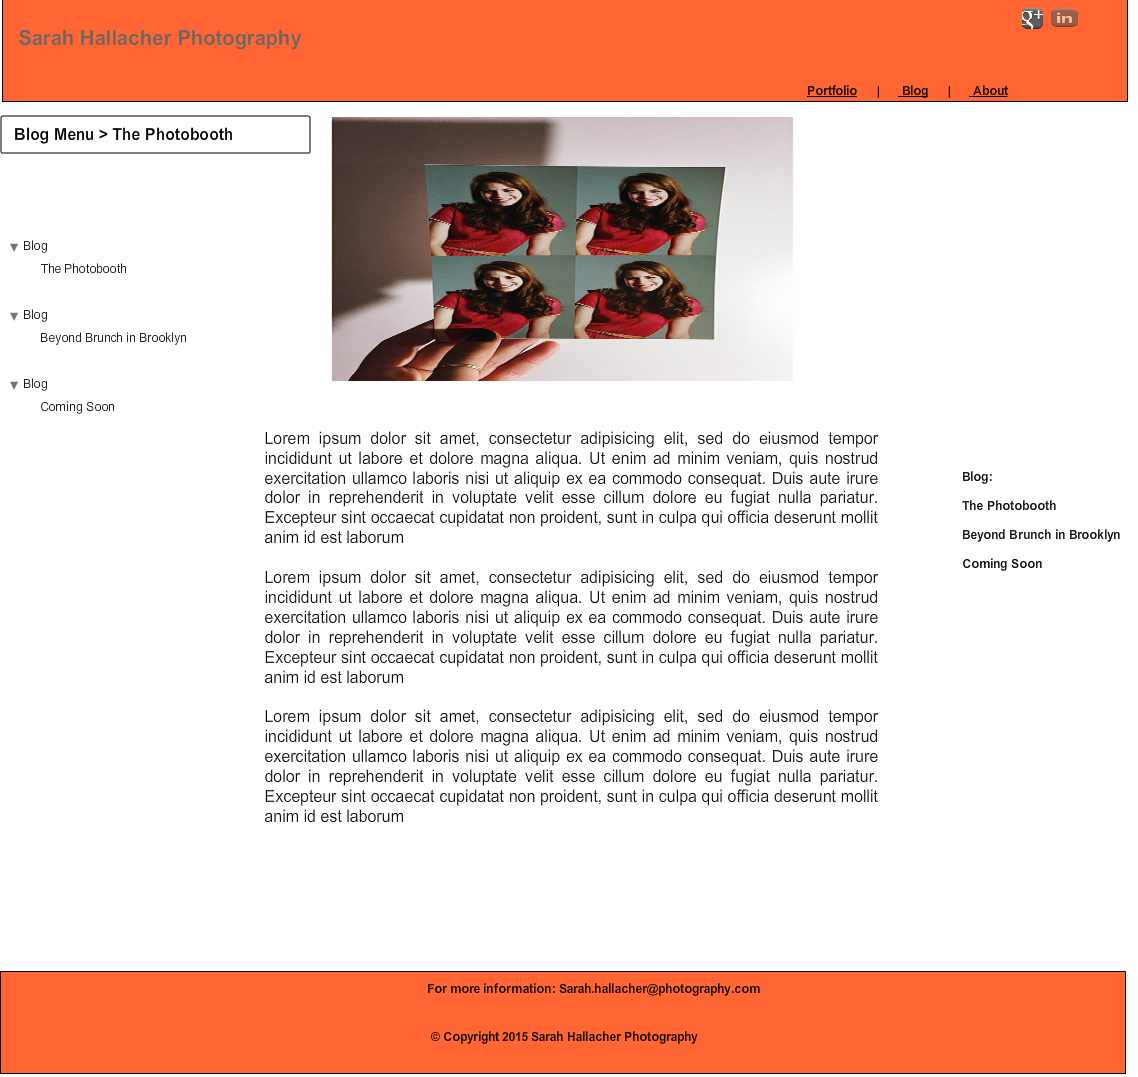 Sarah Hallacher Photography
g+ in
Portfolio | Blog | About
Blog Menu > The Photobooth
▼ Blog
The Photobooth
▼ Blog
Beyond Brunch in Brooklyn
▼ Blog
Coming Soon
Lorem ipsum dolor sit amet, consectetur adipisicing elit, sed do eiusmod tempor
incididunt ut labore et dolore magna aliqua. Ut enim ad minim veniam, quis nostrud
exercitation ullamco laboris nisi ut aliquip ex ea commodo consequat. Duis aute irure
dolor in reprehenderit in voluptate velit esse cillum dolore eu fugiat nulla pariatur.
Excepteur sint occaecat cupidatat non proident, sunt in culpa qui officia deserunt mollit
anim id est laborum
Lorem ipsum dolor sit amet, consectetur adipisicing elit, sed do eiusmod tempor
incididunt ut labore et dolore magna aliqua. Ut enim ad minim veniam, quis nostrud
exercitation ullamco laboris nisi ut aliquip ex ea commodo consequat. Duis aute irure
dolor in reprehenderit in voluptate velit esse cillum dolore eu fugiat nulla pariatur.
Excepteur sint occaecat cupidatat non proident, sunt in culpa qui officia deserunt mollit
anim id est laborum
Lorem ipsum dolor sit amet, consectetur adipisicing elit, sed do eiusmod tempor
incididunt ut labore et dolore magna aliqua. Ut enim ad minim veniam, quis nostrud
exercitation ullamco laboris nisi ut aliquip ex ea commodo consequat. Duis aute irure
dolor in reprehenderit in voluptate velit esse cillum dolore eu fugiat nulla pariatur.
Excepteur sint occaecat cupidatat non proident, sunt in culpa qui officia deserunt mollit
anim id est laborum
Blog:
The Photobooth
Beyond Brunch in Brooklyn
Coming Soon
For more information: Sarah.hallacher@photography.com
© Copyright 2015 Sarah Hallacher Photography